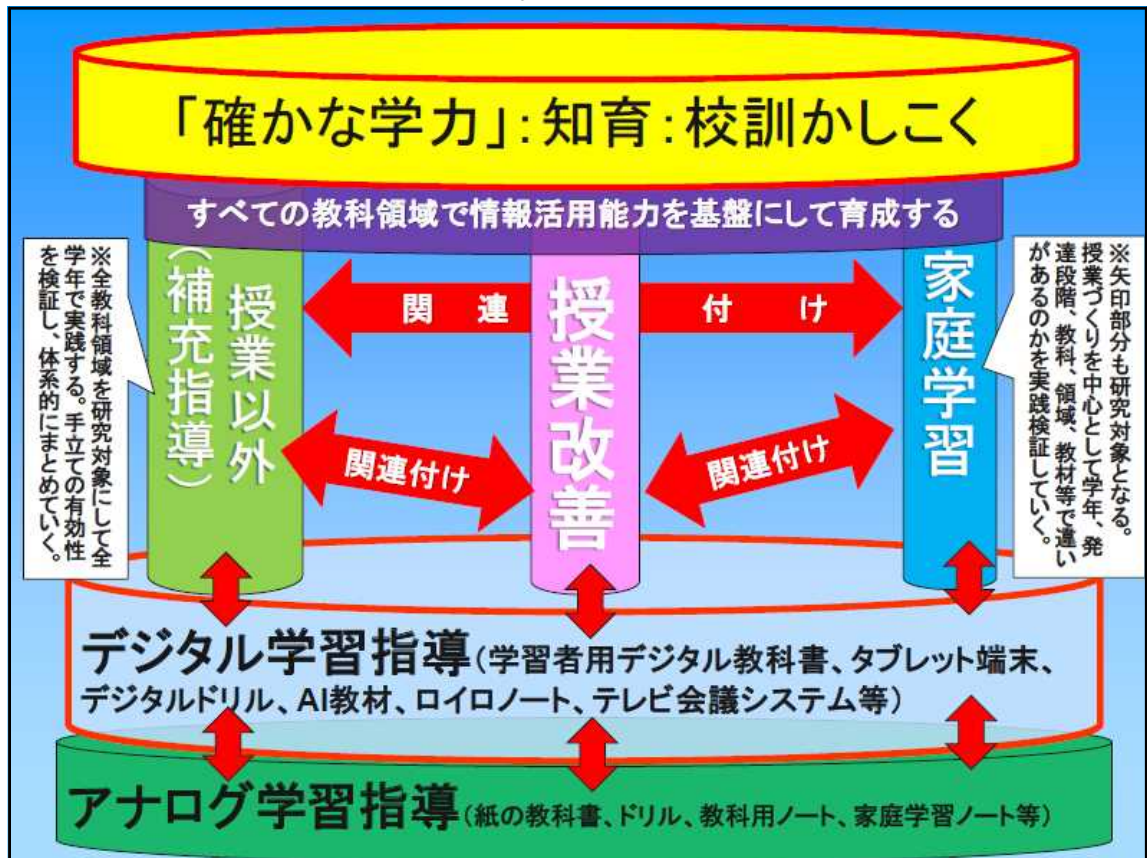 「確かな学力」:知育:校訓かしこく
すべての教科領域で情報活用能力を基盤にして育成する
※全教科領域を研究対象にして全
学年で実践する。手立ての有効性
を検証し、体系的にまとめていく。
授業以外
(補充指導)
関連付け
授業改善
家庭学習
関連付け
関連付け
※矢印部分も研究対象となる。
授業づくりを中心として学年、発
達段階、教科、領域、教材等で違い
があるのかを実践検証していく。
デジタル学習指導(学習者用デジタル教科書、タブレット端末、
デジタルドリル、AI教材、ロイロノート、テレビ会議システム等)
アナログ学習指導(紙の教科書、ドリル、教科用ノート、家庭学習ノート等)